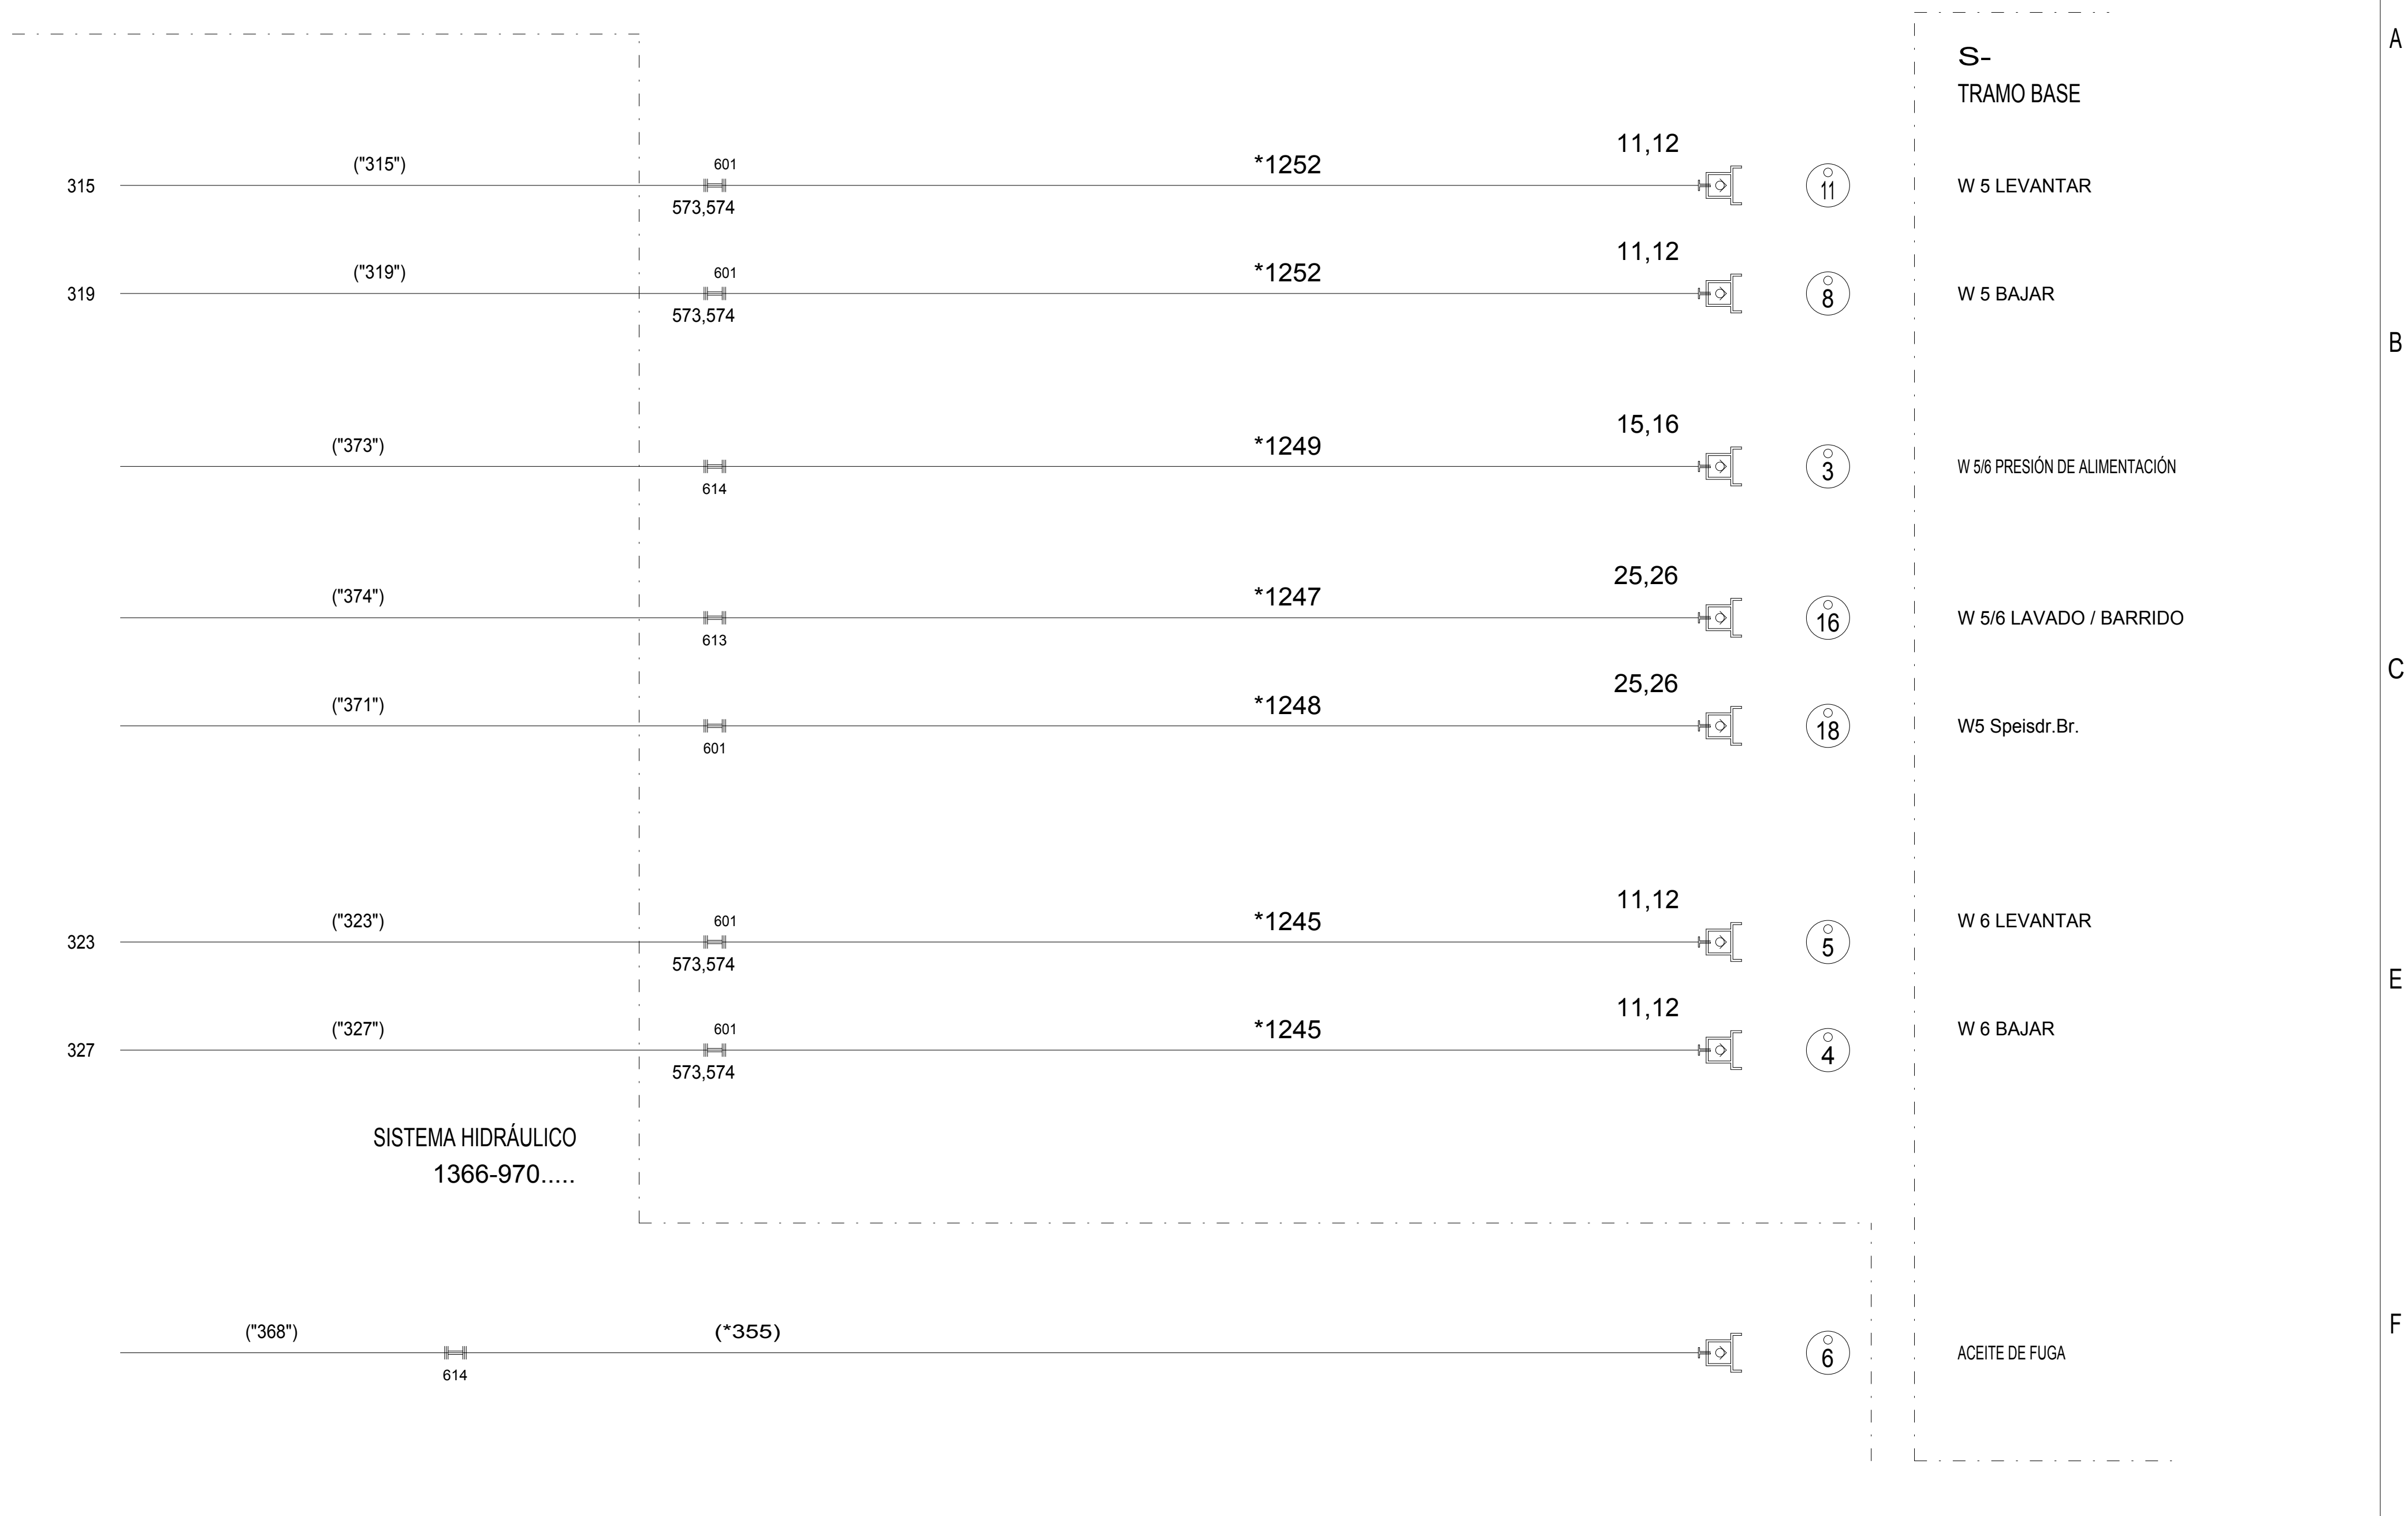 A
S-
TRAMO BASE
11,12
315 ("315") 601 *1252 11 W 5 LEVANTAR
573,574
11,12
319 ("319") 601 *1252 8 W 5 BAJAR
573,574
B
15,16
("373") *1249 3 W 5/6 PRESIÓN DE ALIMENTACIÓN
614
25,26
("374") *1247 16 W 5/6 LAVADO / BARRIDO
613
C
25,26
("371") *1248 18 W5 Speisdr.Br.
601
11,12
323 ("323") 601 *1245 5 W 6 LEVANTAR
573,574
E
11,12
327 ("327") 601 *1245 4 W 6 BAJAR
573,574
SISTEMA HIDRÁULICO
1366-970.....
F
("368") (*355) 6 ACEITE DE FUGA
614